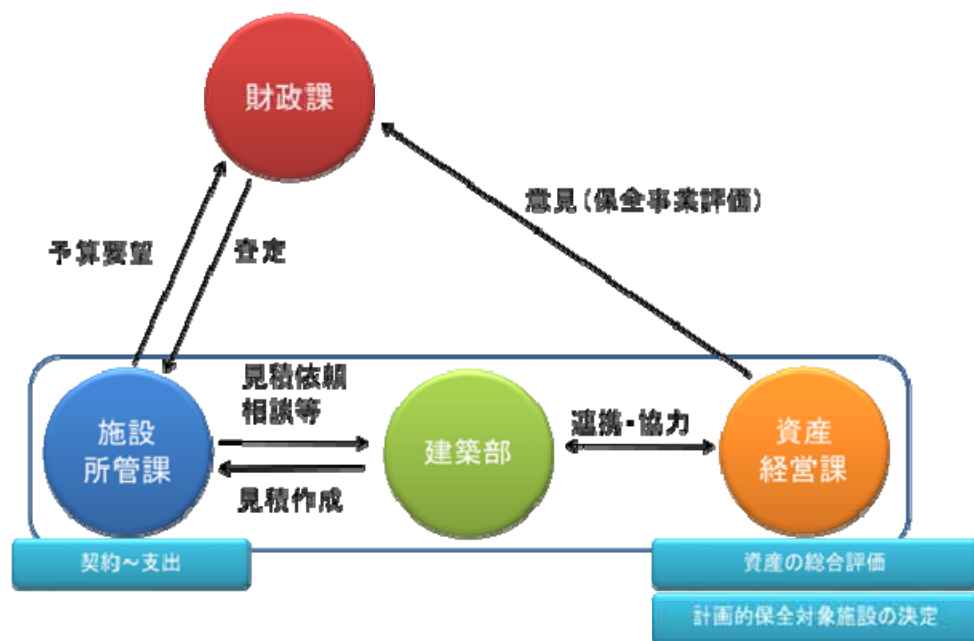 財政課
意見（保全事業評価）
予算要望
査定
見積依頼
相談等
施設
所管課
建築部
連携・協力
資産
経営課
見積作成
契約～支出
資産の総合評価
計画的保全対象施設の決定